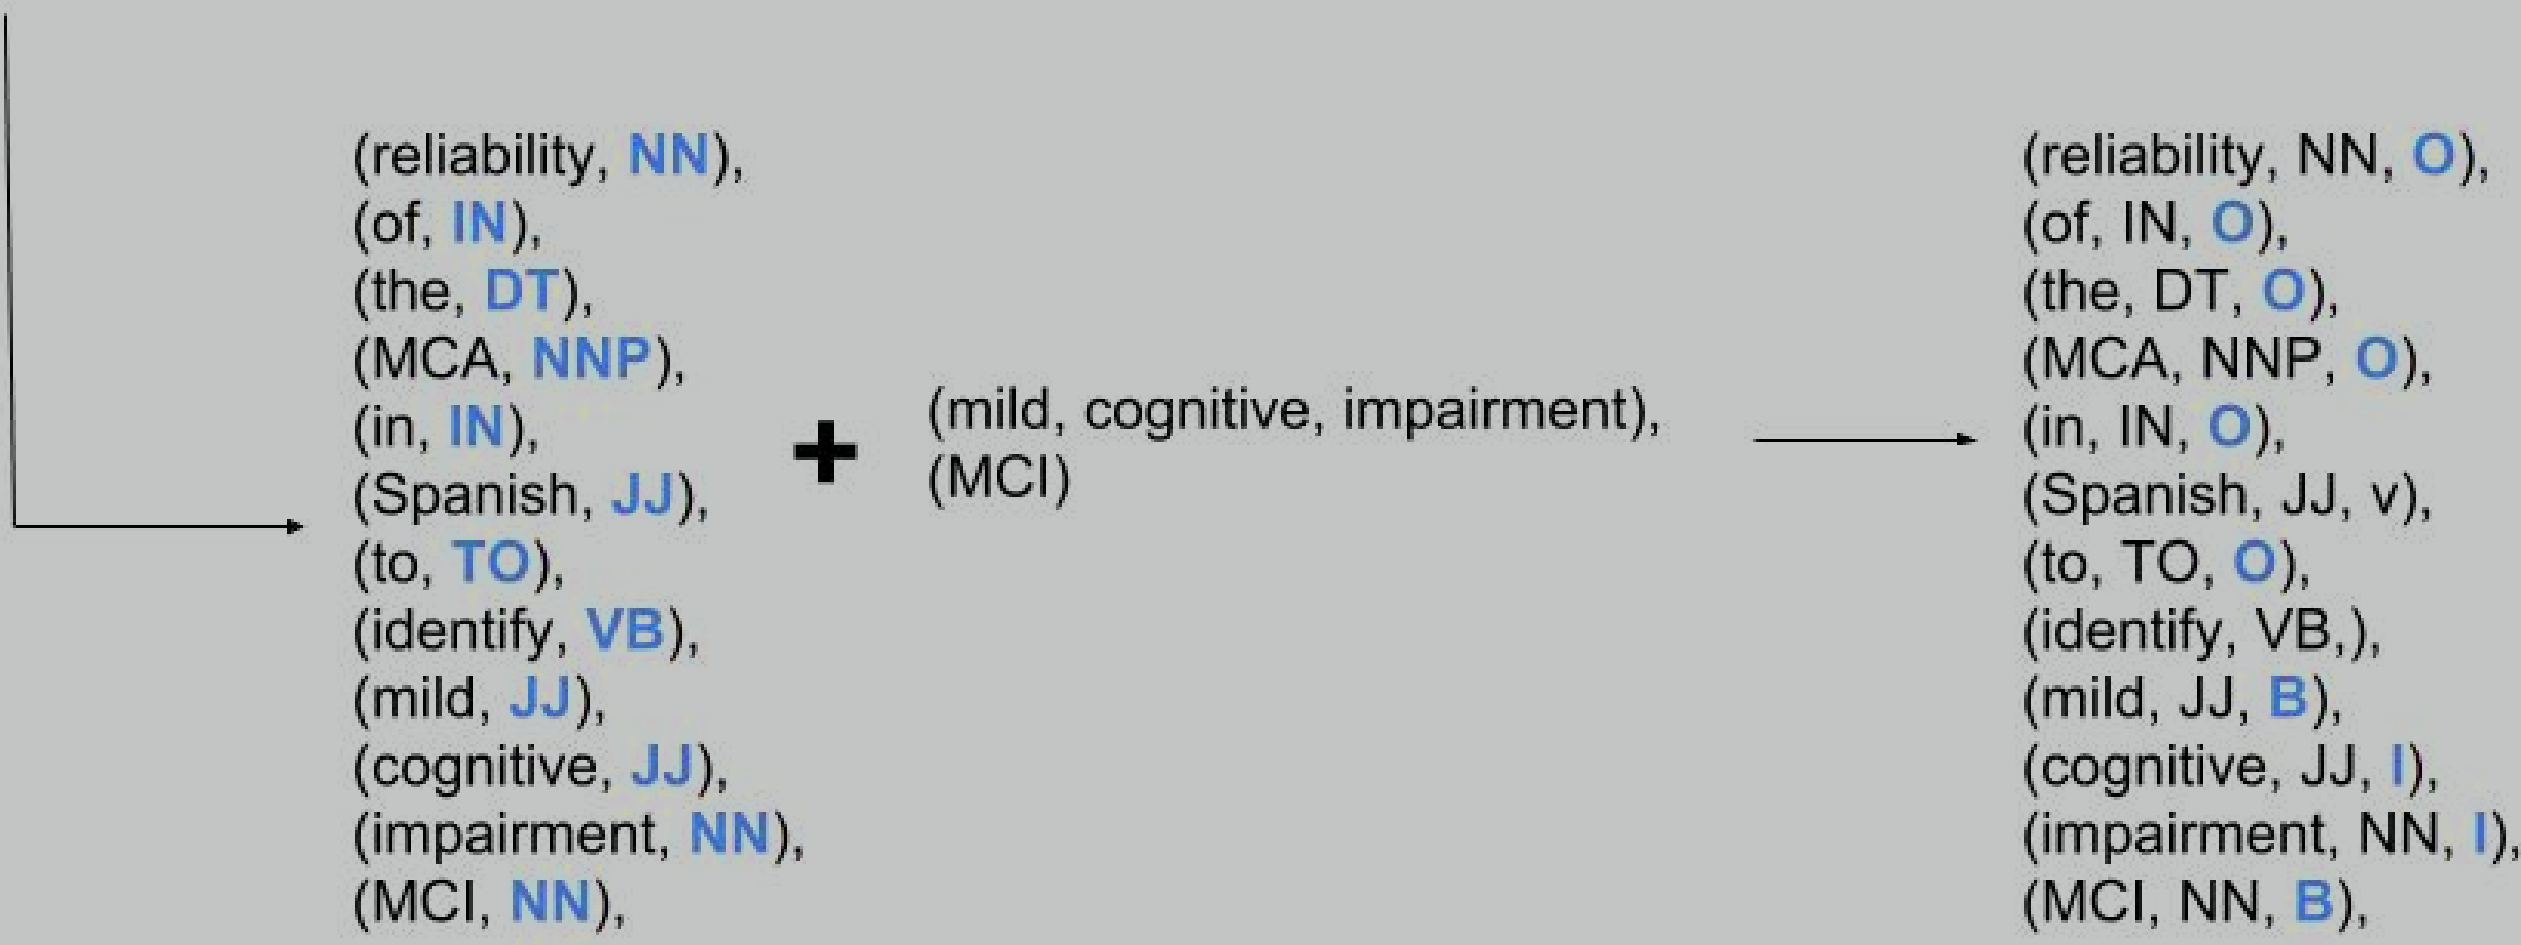 (reliability, NN),
(of, IN),
(the, DT),
(MCA, NNP),
(in, IN),
(Spanish, JJ),
(to, TO),
(identify, VB),
(mild, JJ),
(cognitive, JJ),
(impairment, NN),
(MCI, NN),
+
(mild, cognitive, impairment),
(MCI)
(reliability, NN, O),
(of, IN, O),
(the, DT, O),
(MCA, NNP, O),
(in, IN, O),
(Spanish, JJ, v),
(to, TO, O),
(identify, VB,),
(mild, JJ, B),
(cognitive, JJ, I),
(impairment, NN, I),
(MCI, NN, B),